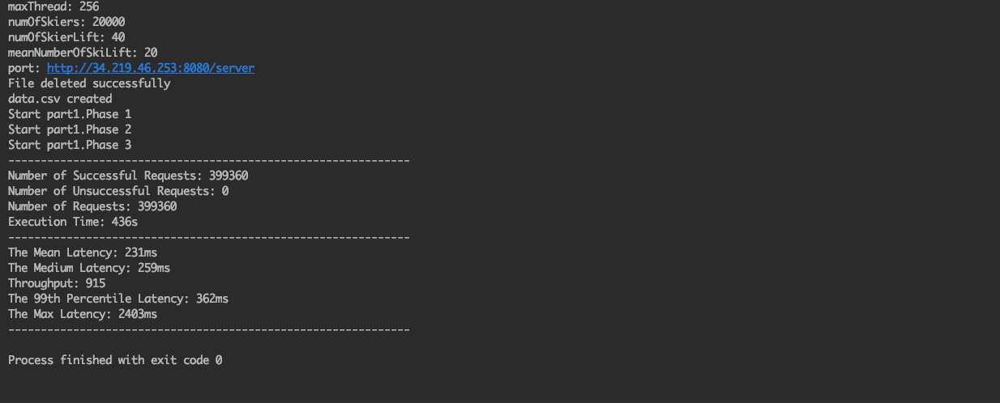 maxThread: 256
numOfSkiers: 20000
numOfSkierLift: 40
meanNumberOfSkiLift: 20
port: http://34.219.46.253:8080/server
File deleted successfully
data.csv created
Start part1.Phase 1
Start part1.Phase 2
Start part1.Phase 3
--------------------------------------------------------------
Number of Successful Requests: 399360
Number of Unsuccessful Requests: 0
Number of Requests: 399360
Execution Time: 436s
--------------------------------------------------------------
The Mean Latency: 231ms
The Medium Latency: 259ms
Throughput: 915
The 99th Percentile Latency: 362ms
The Max Latency: 2403ms
--------------------------------------------------------------
Process finished with exit code 0